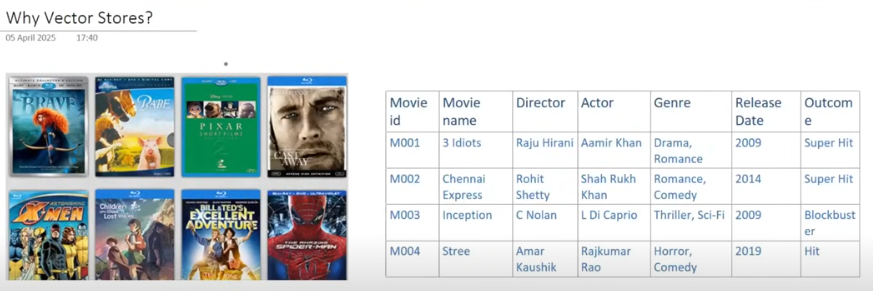 Why Vector Stores?
05 April 2025 17:40
BRAVE
BABE
PIXAR
SHORT FILMS
CAST AWAY
X-MEN
Children
Lost Voices
BILL & TED'S
EXCELLENT
ADVENTURE
THE AMAZING
SPIDER-MAN
Movie id Movie name Director Actor Genre Release Date Outcome
M001 3 Idiots Raju Hirani Aamir Khan Drama, Romance 2009 Super Hit
M002 Chennai Express Rohit Shetty Shah Rukh Khan Romance, Comedy 2014 Super Hit
M003 Inception C Nolan L Di Caprio Thriller, Sci-Fi 2009 Blockbuster
M004 Stree Amar Kaushik Rajkumar Rao Horror, Comedy 2019 Hit